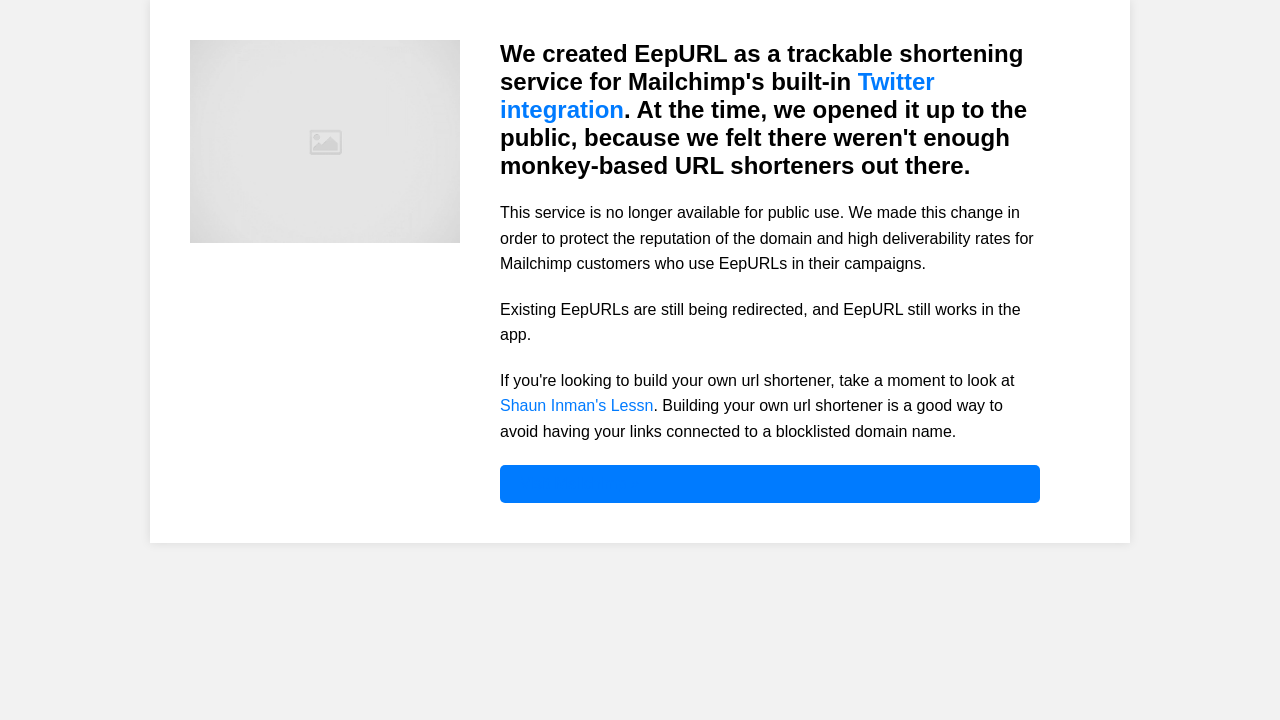 We created EepURL as a trackable shortening
service for Mailchimp's built-in Twitter
integration. At the time, we opened it up to the
public, because we felt there weren't enough
monkey-based URL shorteners out there.
This service is no longer available for public use. We made this change in
order to protect the reputation of the domain and high deliverability rates for
Mailchimp customers who use EepURLs in their campaigns.
Existing EepURLs are still being redirected, and EepURL still works in the
app.
If you're looking to build your own url shortener, take a moment to look at
Shaun Inman's Lessn. Building your own url shortener is a good way to
avoid having your links connected to a blocklisted domain name.